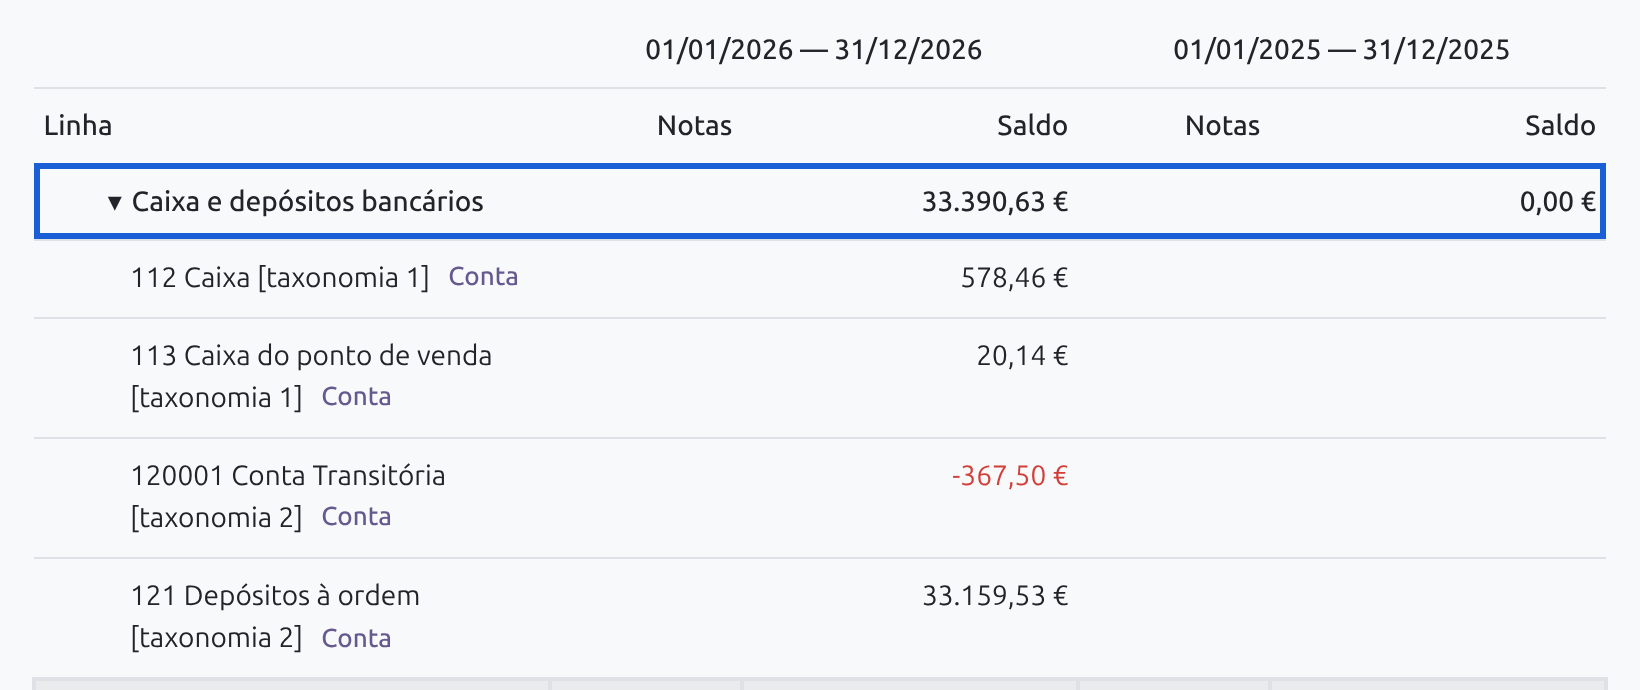 01/01/2026 — 31/12/2026 01/01/2025 — 31/12/2025
Linha Notas Saldo Notas Saldo
▼ Caixa e depósitos bancários 33.390,63 € 0,00 €
112 Caixa [taxonomia 1] Conta 578,46 €
113 Caixa do ponto de venda 20,14 €
[taxonomia 1] Conta
120001 Conta Transitória -367,50 €
[taxonomia 2] Conta
121 Depósitos à ordem 33.159,53 €
[taxonomia 2] Conta